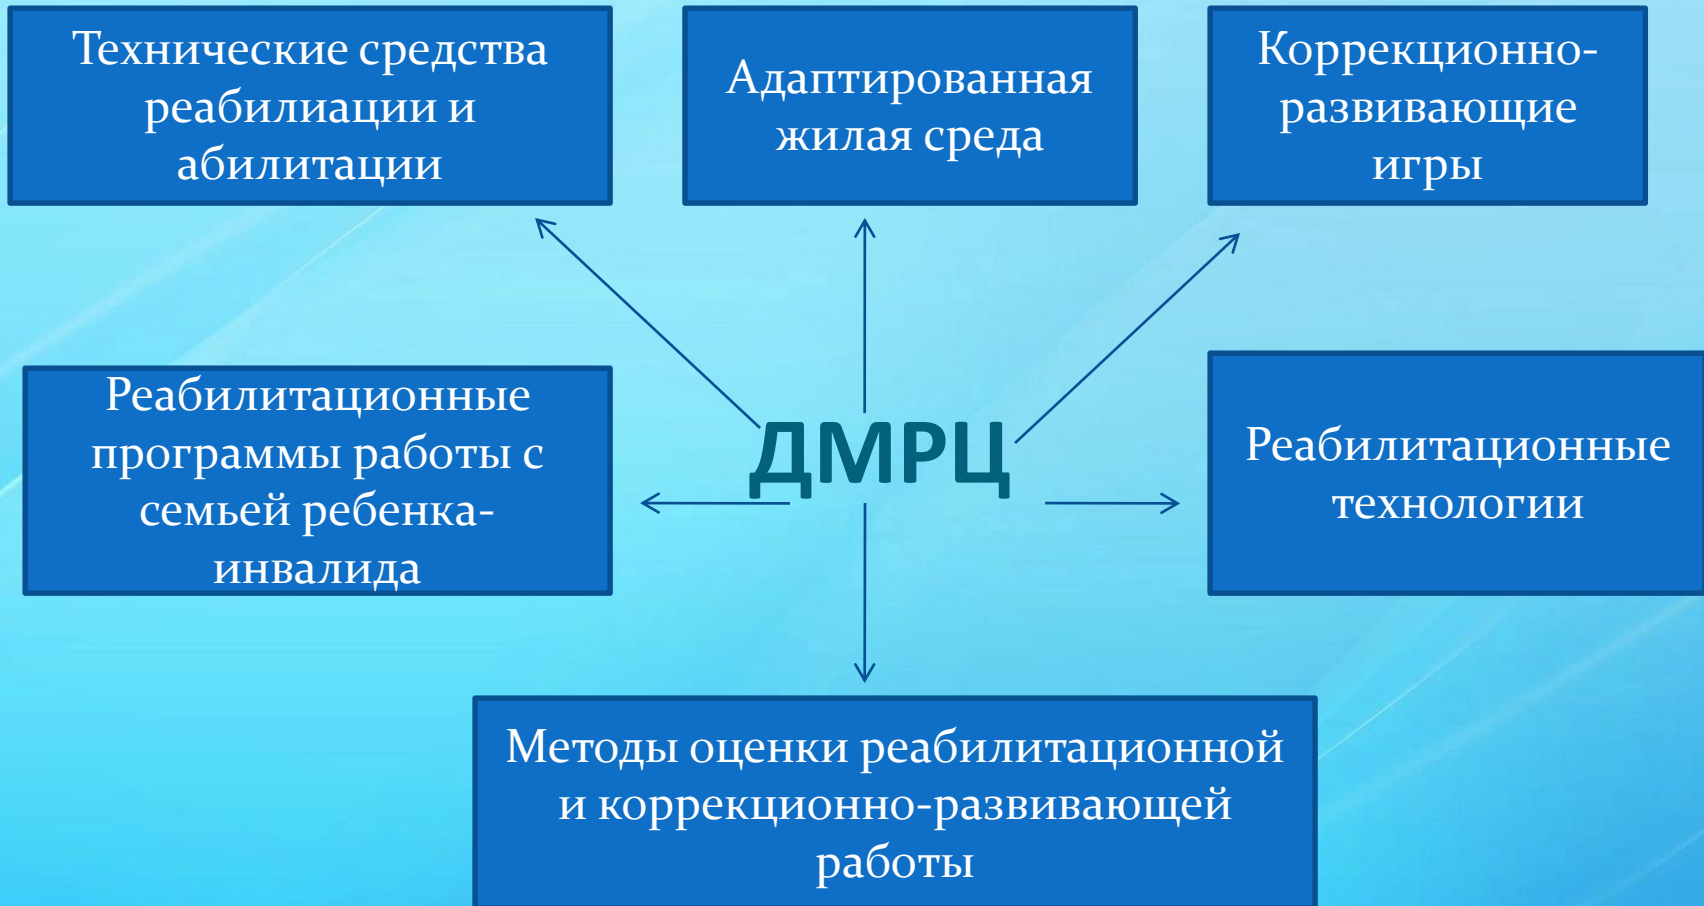 Технические средства
реабилиации и
абилитации
Адаптированная
жилая среда
Коррекционно-
развивающие
игры
Реабилитационные
программы работы с
семьей ребенка-
инвалида
ДМРЦ
Реабилитационные
технологии
Методы оценки реабилитационной
и коррекционно-развивающей
работы